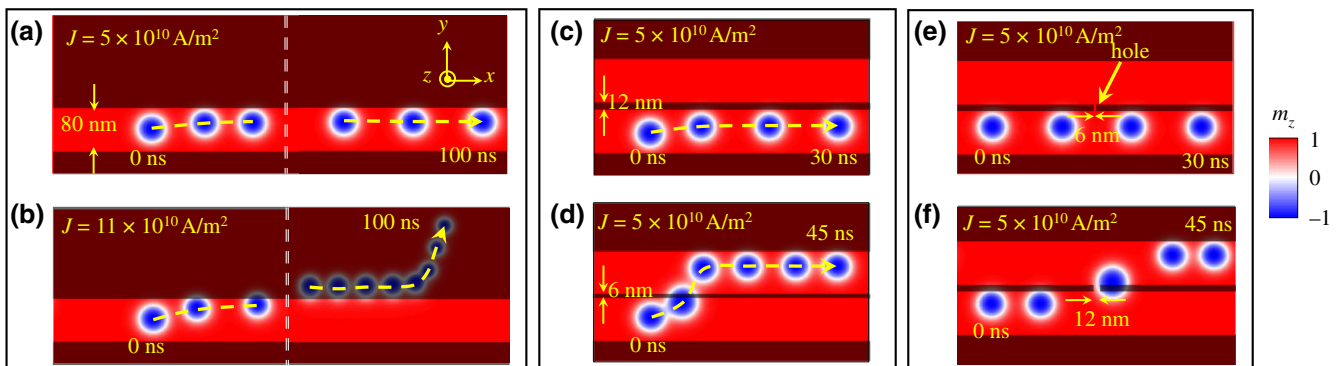 (a)
J = 5 × 10¹⁰ A/m²
y
z
x
80 nm
0 ns
100 ns
(b)
J = 11 × 10¹⁰ A/m²
100 ns
0 ns
(c)
J = 5 × 10¹⁰ A/m²
12 nm
0 ns
30 ns
(d)
J = 5 × 10¹⁰ A/m²
45 ns
6 nm
0 ns
(e)
J = 5 × 10¹⁰ A/m²
hole
6 nm
0 ns
30 ns
(f)
J = 5 × 10¹⁰ A/m²
45 ns
0 ns
12 nm
m_z
1
0
−1